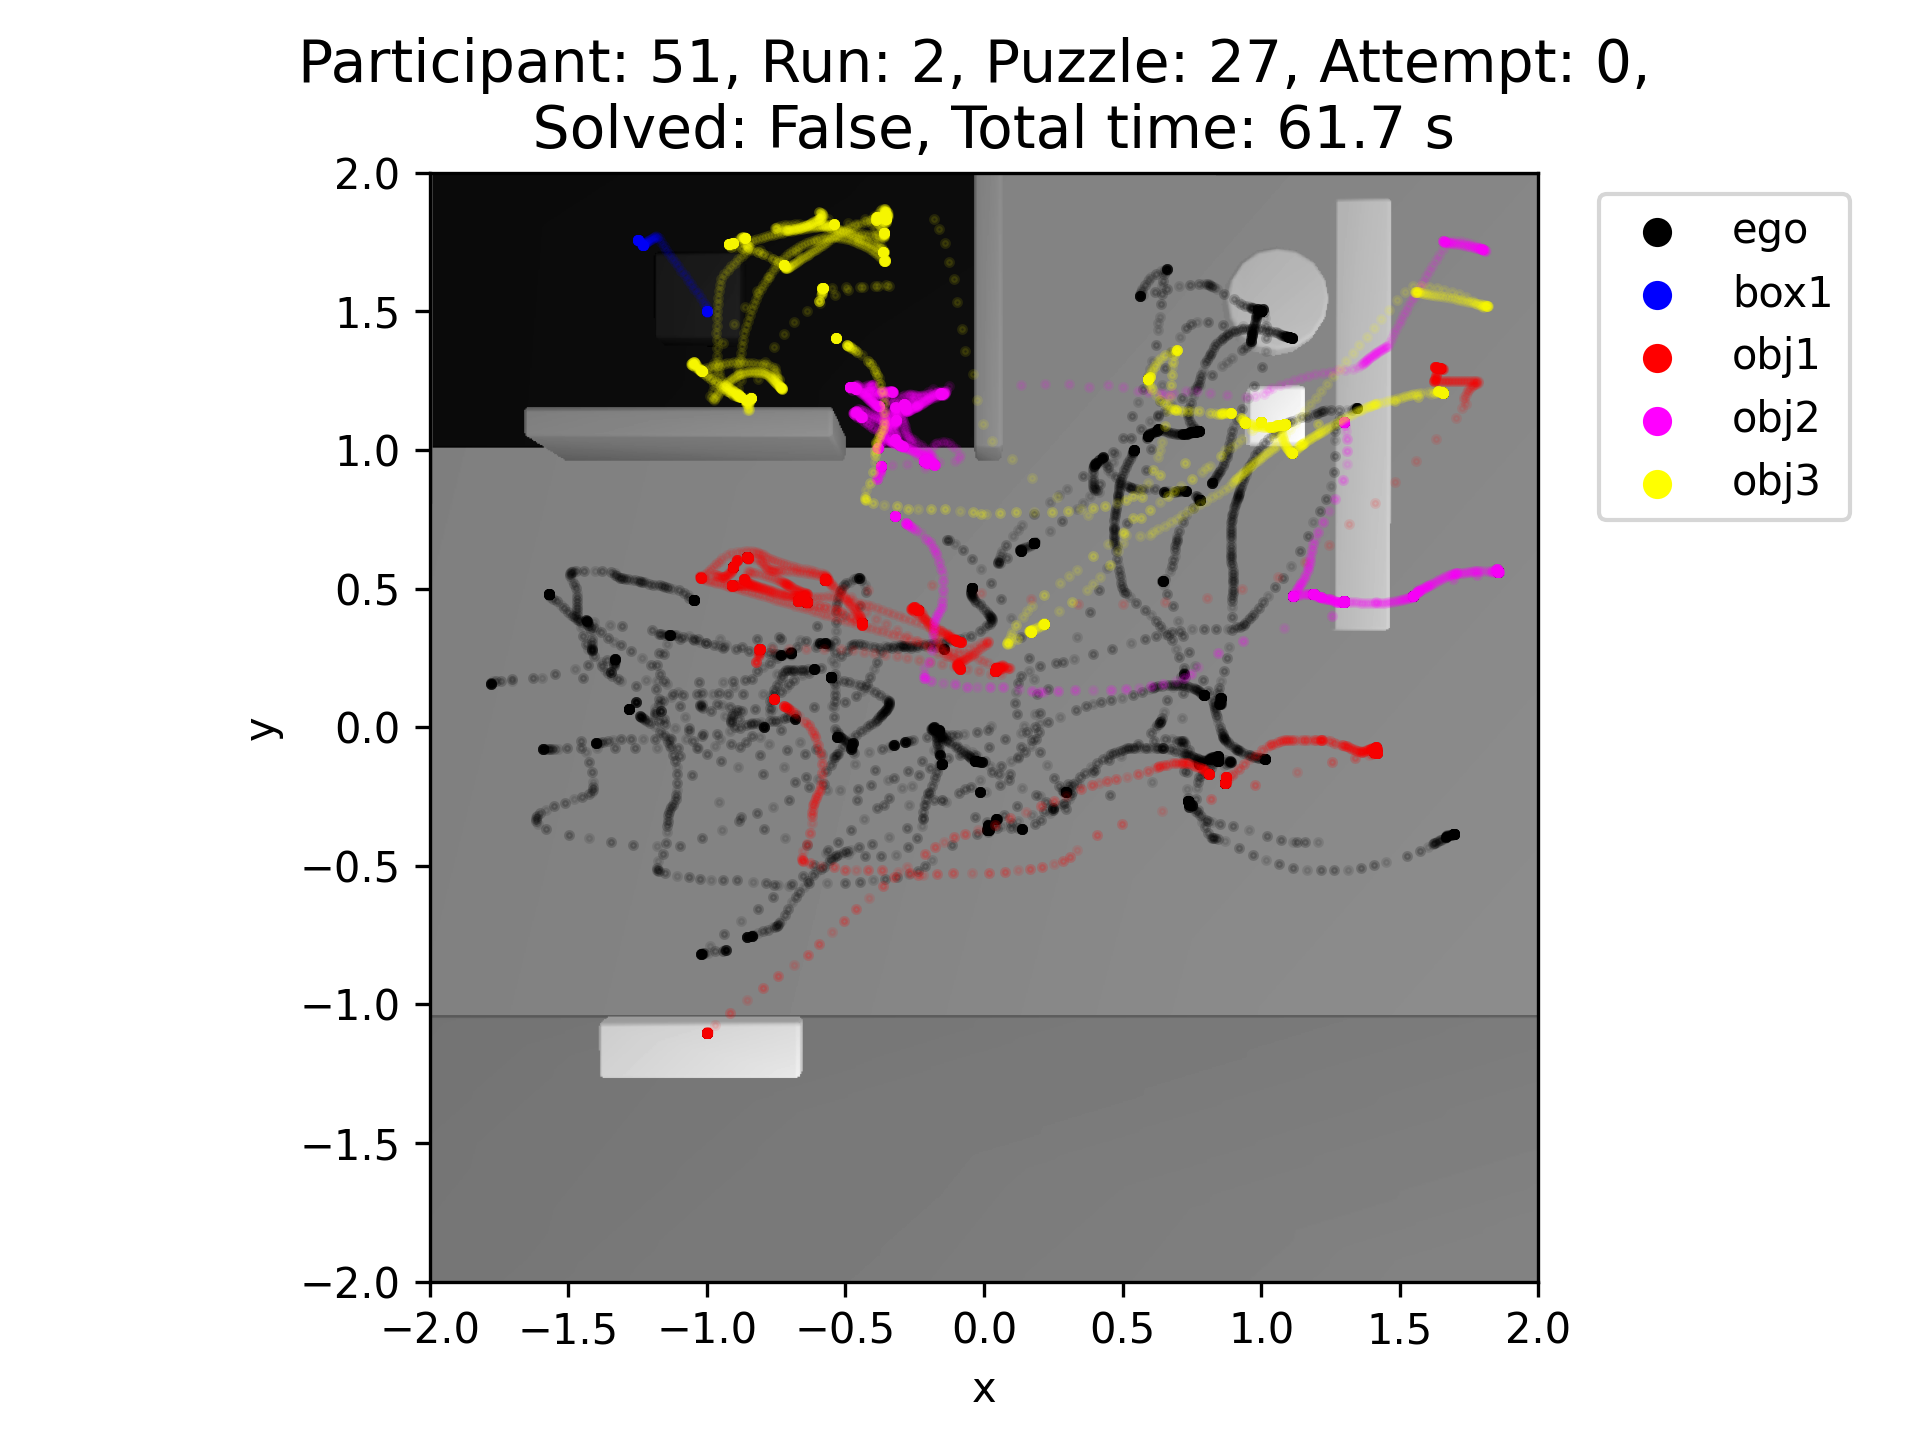 Participant: 51, Run: 2, Puzzle: 27, Attempt: 0,
Solved: False, Total time: 61.7 s
2.0
1.5
1.0
0.5
0.0
−0.5
−1.0
−1.5
−2.0
y
−2.0 −1.5 −1.0 −0.5 0.0 0.5 1.0 1.5 2.0
x
ego
box1
obj1
obj2
obj3